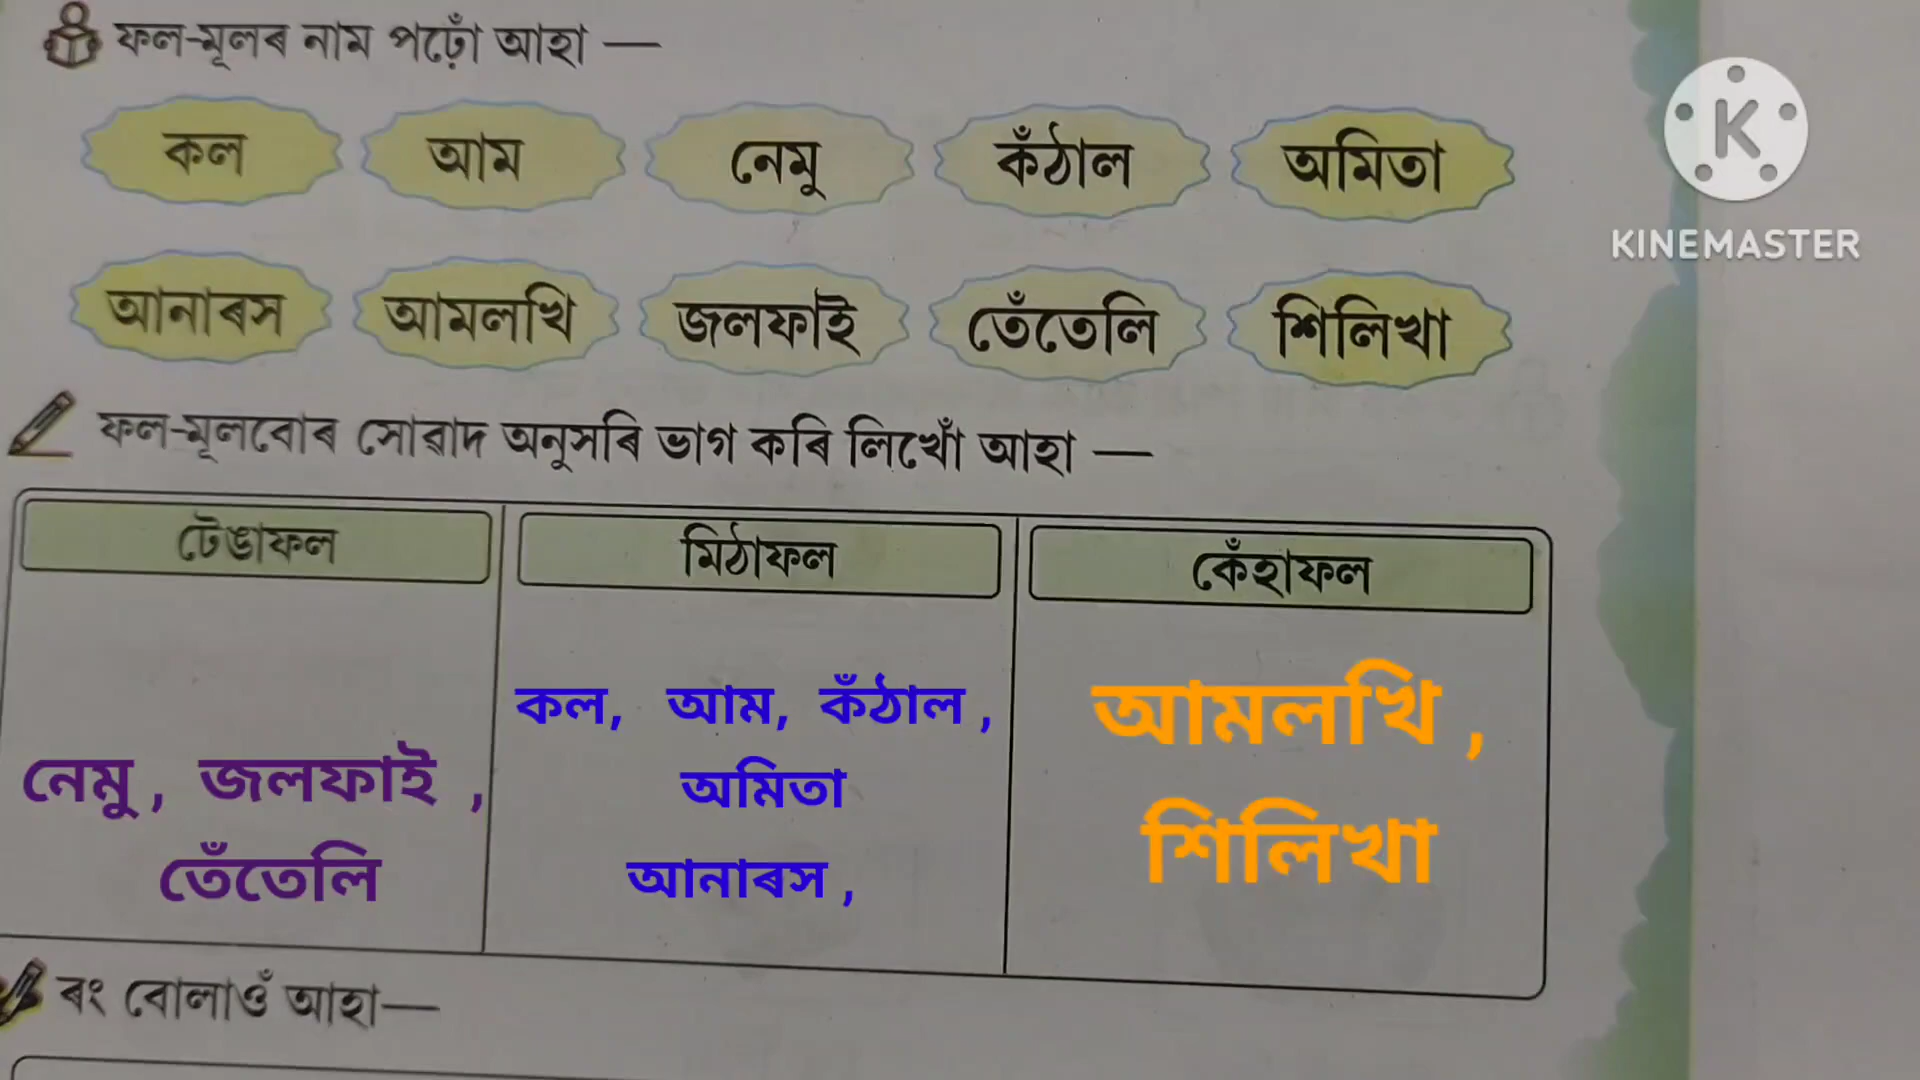 ফল-মূলৰ নাম পঢ়োঁ আহা —
কল আম নেমু কঁঠাল অমিতা
আনাৰস আমলখি জলফাই তেঁতেলি শিলিখা
ফল-মূলবোৰ সোৱাদ অনুসৰি ভাগ কৰি লিখোঁ আহা —
টেঙাফল
নেমু , জলফাই ,
তেঁতেলি
মিঠাফল
কল, আম, কঁঠাল ,
অমিতা
আনাৰস ,
কেঁহাফল
আমলখি ,
শিলিখা
ৰং বোলাওঁ আহা—
K
KINEMASTER